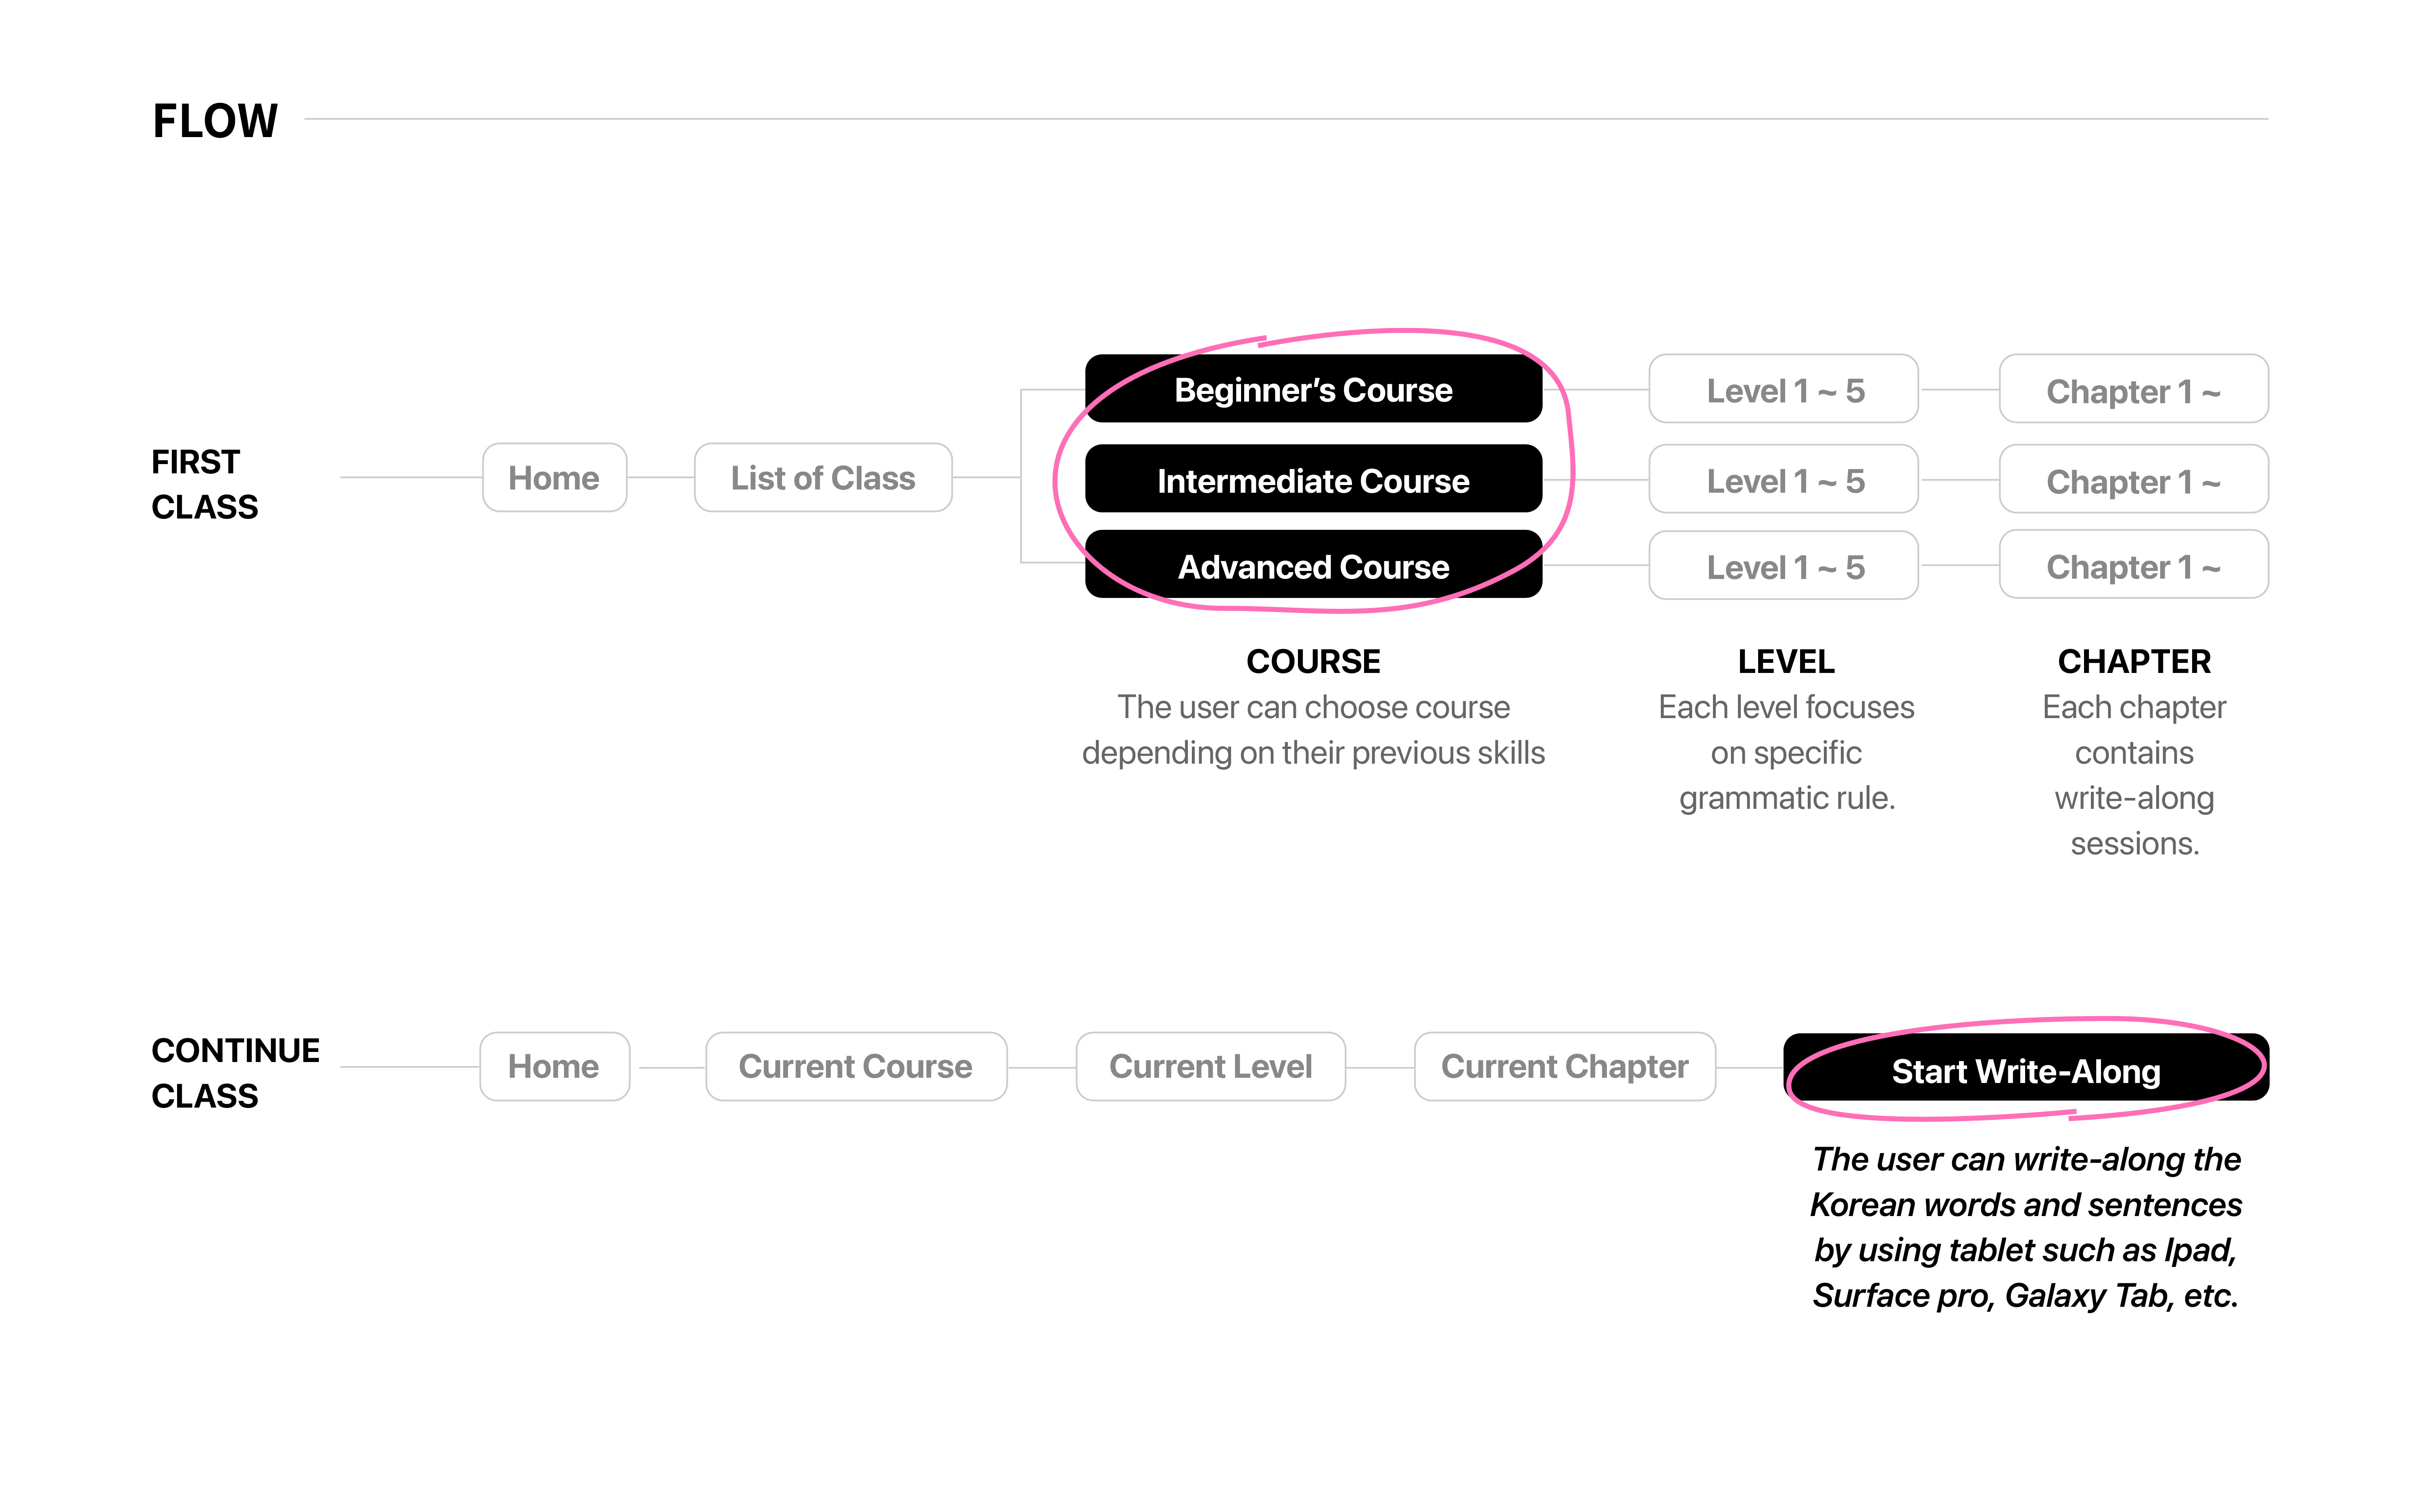 FLOW
FIRST
CLASS
Home
List of Class
Beginner’s Course
Level 1 ~ 5
Chapter 1 ~
Intermediate Course
Level 1 ~ 5
Chapter 1 ~
Advanced Course
Level 1 ~ 5
Chapter 1 ~
COURSE
The user can choose course
depending on their previous skills
LEVEL
Each level focuses
on specific
grammatic rule.
CHAPTER
Each chapter
contains
write-along
sessions.
CONTINUE
CLASS
Home
Current Course
Current Level
Current Chapter
Start Write-Along
The user can write-along the
Korean words and sentences
by using tablet such as Ipad,
Surface pro, Galaxy Tab, etc.